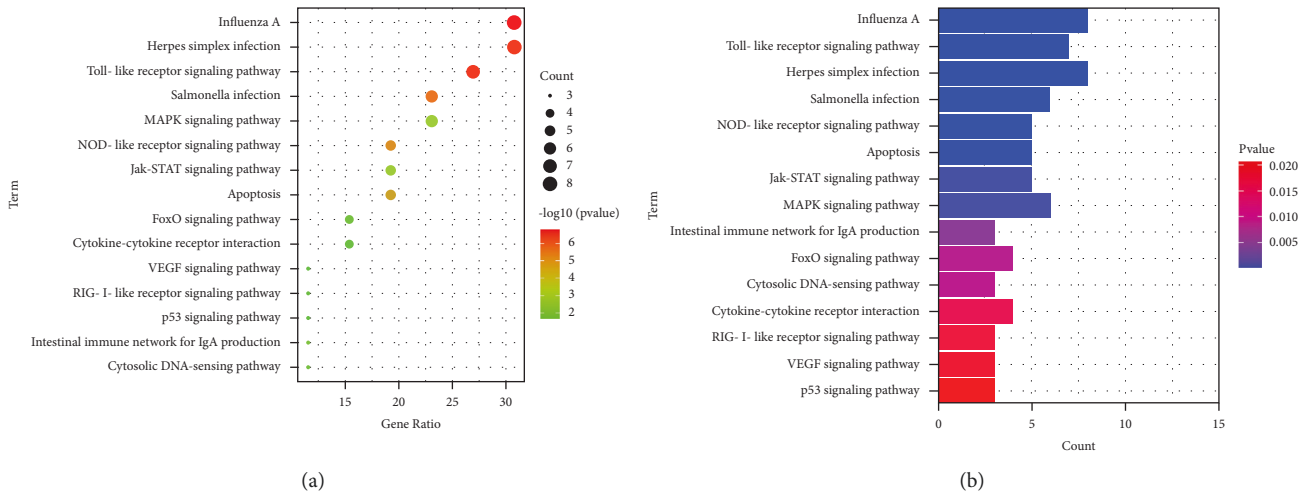 Influenza A
Herpes simplex infection
Toll- like receptor signaling pathway
Salmonella infection
MAPK signaling pathway
NOD- like receptor signaling pathway
Jak-STAT signaling pathway
Apoptosis
FoxO signaling pathway
Cytokine-cytokine receptor interaction
VEGF signaling pathway
RIG- I- like receptor signaling pathway
p53 signaling pathway
Intestinal immune network for IgA production
Cytosolic DNA-sensing pathway
Term
15 20 25 30
Gene Ratio
Count
3
4
5
6
7
8
-log10 (pvalue)
6
5
4
3
2
(a)
Influenza A
Toll- like receptor signaling pathway
Herpes simplex infection
Salmonella infection
NOD- like receptor signaling pathway
Apoptosis
Jak-STAT signaling pathway
MAPK signaling pathway
Intestinal immune network for IgA production
FoxO signaling pathway
Cytosolic DNA-sensing pathway
Cytokine-cytokine receptor interaction
RIG- I- like receptor signaling pathway
VEGF signaling pathway
p53 signaling pathway
Term
0 5 10 15
Count
Pvalue
0.020
0.015
0.010
0.005
(b)